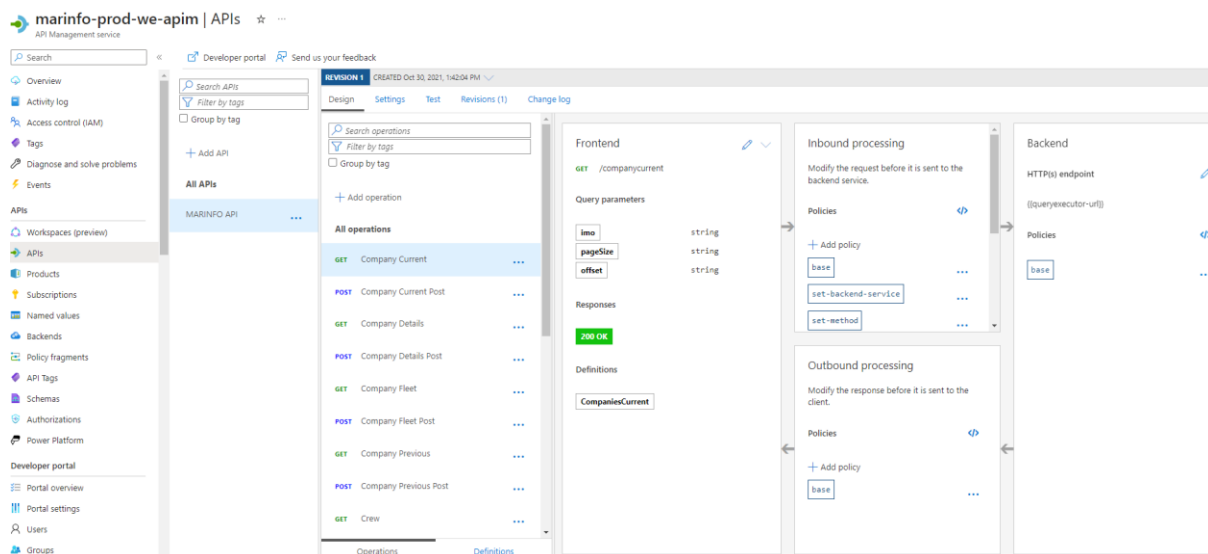 marinfo-prod-we-apim | APIs
API Management service
Search
Developer portal
Send us your feedback
Overview
Activity log
Access control (IAM)
Tags
Diagnose and solve problems
Events
APIs
Workspaces (preview)
APIs
Products
Subscriptions
Named values
Backends
Policy fragments
API Tags
Schemas
Authorizations
Power Platform
Developer portal
Portal overview
Portal settings
Users
Groups
Search APIs
Filter by tags
Group by tag
Add API
All APIs
MARINFO API
REVISION 1
CREATED Oct 30, 2021, 1:42:04 PM
Design
Settings
Test
Revisions (1)
Change log
Search operations
Filter by tags
Group by tag
Add operation
All operations
GET Company Current
POST Company Current Post
GET Company Details
POST Company Details Post
GET Company Fleet
POST Company Fleet Post
GET Company Previous
POST Company Previous Post
GET Crew
Operations
Definitions
Frontend
GET /companycurrent
Query parameters
imo string
pageSize string
offset string
Responses
200 OK
Definitions
CompaniesCurrent
Inbound processing
Modify the request before it is sent to the
backend service.
Policies </>
Add policy
base
set-backend-service
set-method
Outbound processing
Modify the response before it is sent to the
client.
Policies </>
Add policy
base
Backend
HTTP(s) endpoint
{{queryexecutor-url}}
Policies
base